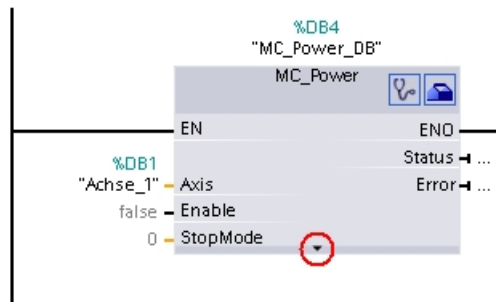 %DB4
"MC_Power_DB"
MC_Power
EN ENO
Status ...
%DB1
"Achse_1" Axis Error ...
false Enable
0 StopMode